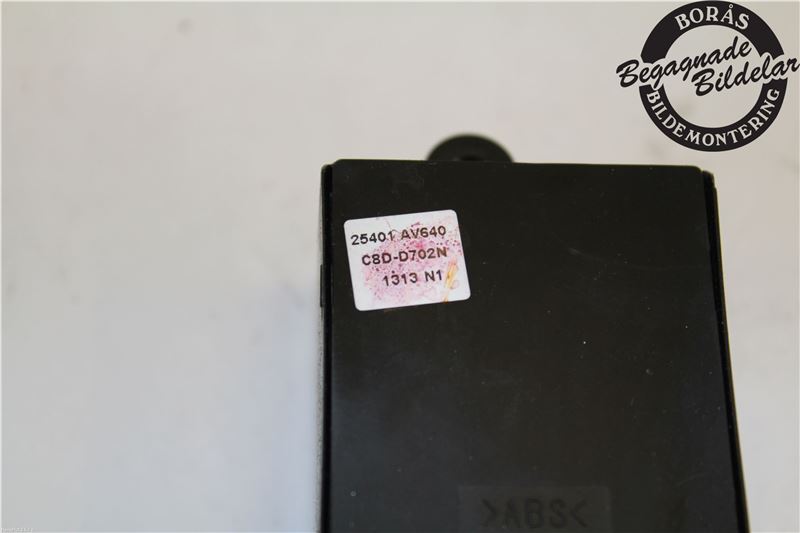 BORÅS
Begagnade
Bildelar
BILDEMONTERING
25401 AV640
C8D-D702N
1313 N1
>ABS<